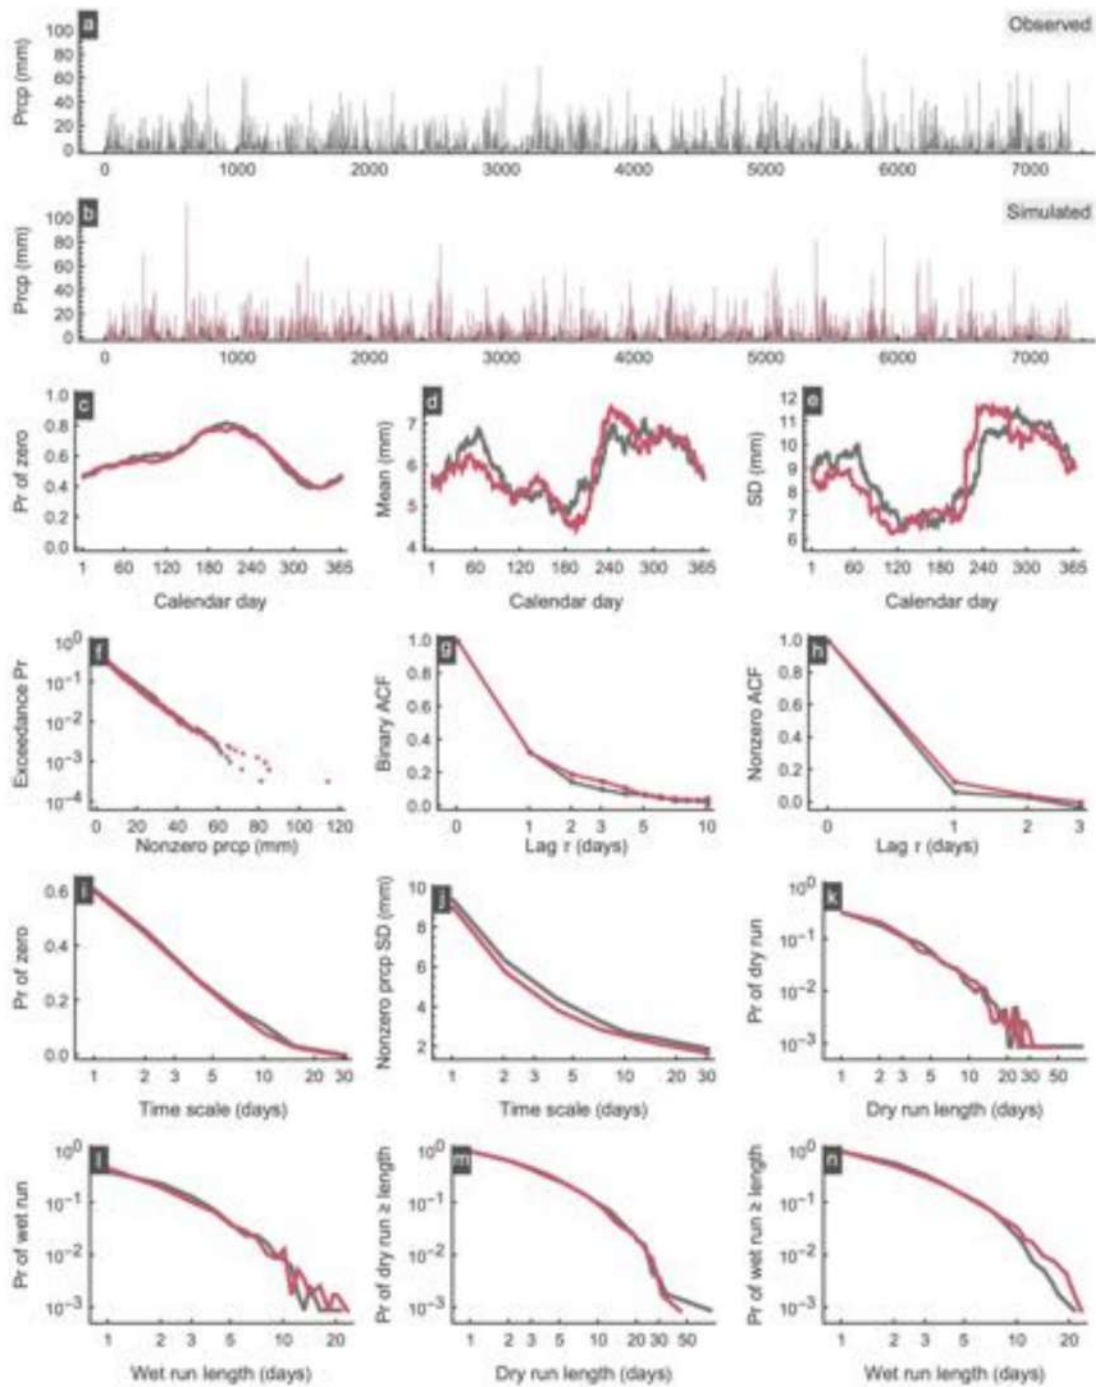 a
Observed
Prcp (mm)
100
80
60
40
20
0
0 1000 2000 3000 4000 5000 6000 7000
b
Simulated
Prcp (mm)
100
80
60
40
20
0
0 1000 2000 3000 4000 5000 6000 7000
c
Pr of zero
1.0
0.8
0.6
0.4
0.2
0.0
1 60 120 180 240 300 365
Calendar day
d
Mean (mm)
7
6
5
4
1 60 120 180 240 300 365
Calendar day
e
SD (mm)
12
11
10
9
8
7
6
1 60 120 180 240 300 365
Calendar day
f
Exceedance Pr
10^0
10^-1
10^-2
10^-3
10^-4
0 20 40 60 80 100 120
Nonzero prcp (mm)
g
Binary ACF
1.0
0.8
0.6
0.4
0.2
0.0
0 1 2 3 5 10
Lag τ (days)
h
Nonzero ACF
1.0
0.8
0.6
0.4
0.2
0.0
0 1 2 3
Lag τ (days)
i
Pr of zero
0.6
0.4
0.2
0.0
1 2 3 5 10 20 30
Time scale (days)
j
Nonzero prcp SD (mm)
10
8
6
4
2
1 2 3 5 10 20 30
Time scale (days)
k
Pr of dry run
10^0
10^-1
10^-2
10^-3
1 2 3 5 10 20 30 50
Dry run length (days)
l
Pr of wet run
10^0
10^-1
10^-2
10^-3
1 2 3 5 10 20
Wet run length (days)
m
Pr of dry run ≥ length
10^0
10^-1
10^-2
10^-3
1 2 3 5 10 20 30 50
Dry run length (days)
n
Pr of wet run ≥ length
10^0
10^-1
10^-2
10^-3
1 2 3 5 10 20
Wet run length (days)